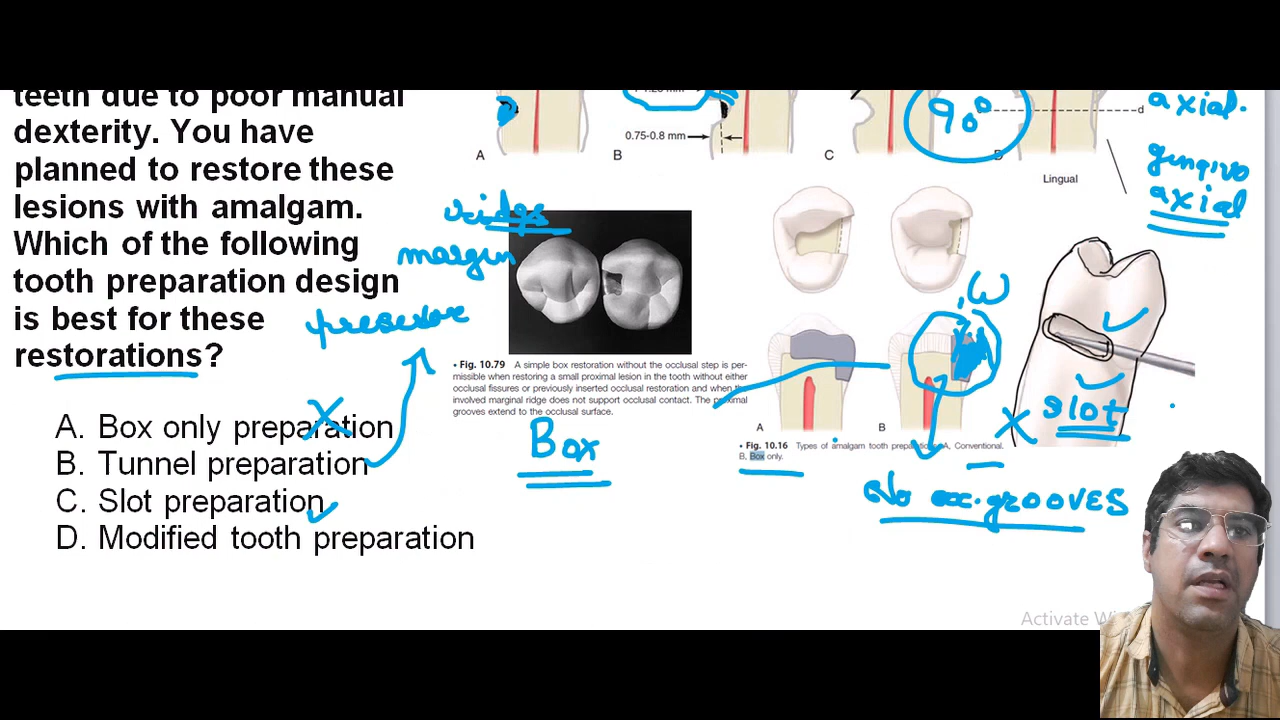 teeth due to poor manual
dexterity. You have
planned to restore these
lesions with amalgam.
Which of the following
tooth preparation design
is best for these
restorations?
A. Box only preparation
B. Tunnel preparation
C. Slot preparation
D. Modified tooth preparation
ridge
margin
preserve
0.75-0.8 mm
A
B
C
90°
d
Lingual
axial.
gingivo
axial
Fig. 10.79 A simple box restoration without the occlusal step is per-
missible when restoring a small proximal lesion in the tooth without either
occlusal fissures or previously inserted occlusal restoration and when the
involved marginal ridge does not support occlusal contact. The proximal
grooves extend to the occlusal surface.
Box
A
B
Fig. 10.16 Types of amalgam tooth preparation. A, Conventional.
B, Box only.
slot
No occ. grooves
Activate